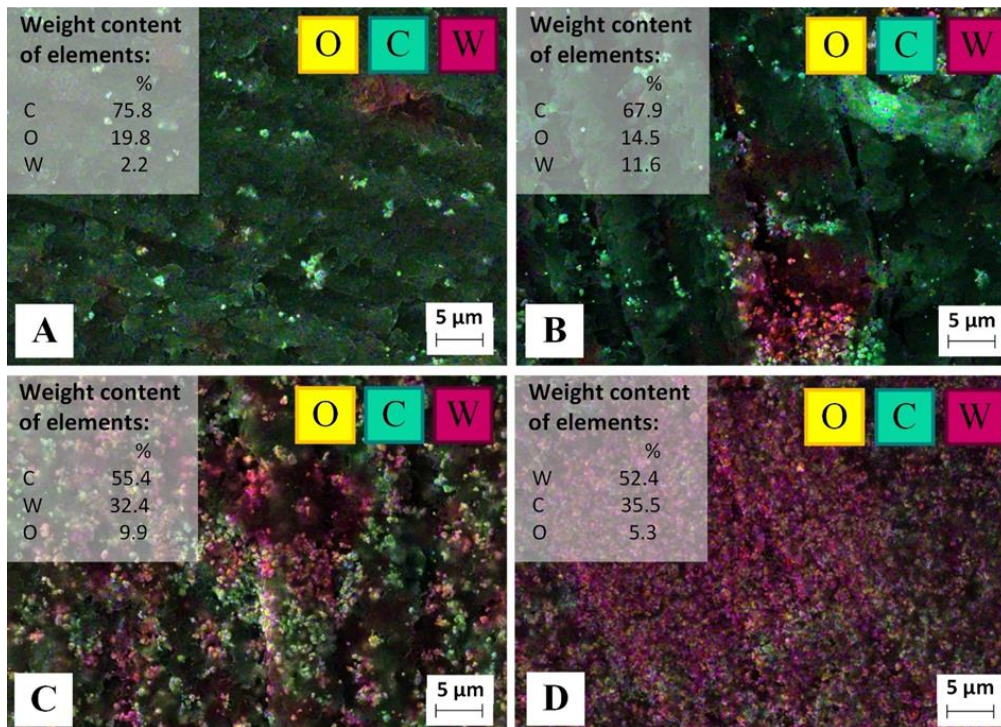 Weight content
of elements:
%
C 75.8
O 19.8
W 2.2
O C W
A
5 μm
Weight content
of elements:
%
C 67.9
O 14.5
W 11.6
O C W
B
5 μm
Weight content
of elements:
%
C 55.4
W 32.4
O 9.9
O C W
C
5 μm
Weight content
of elements:
%
W 52.4
C 35.5
O 5.3
O C W
D
5 μm